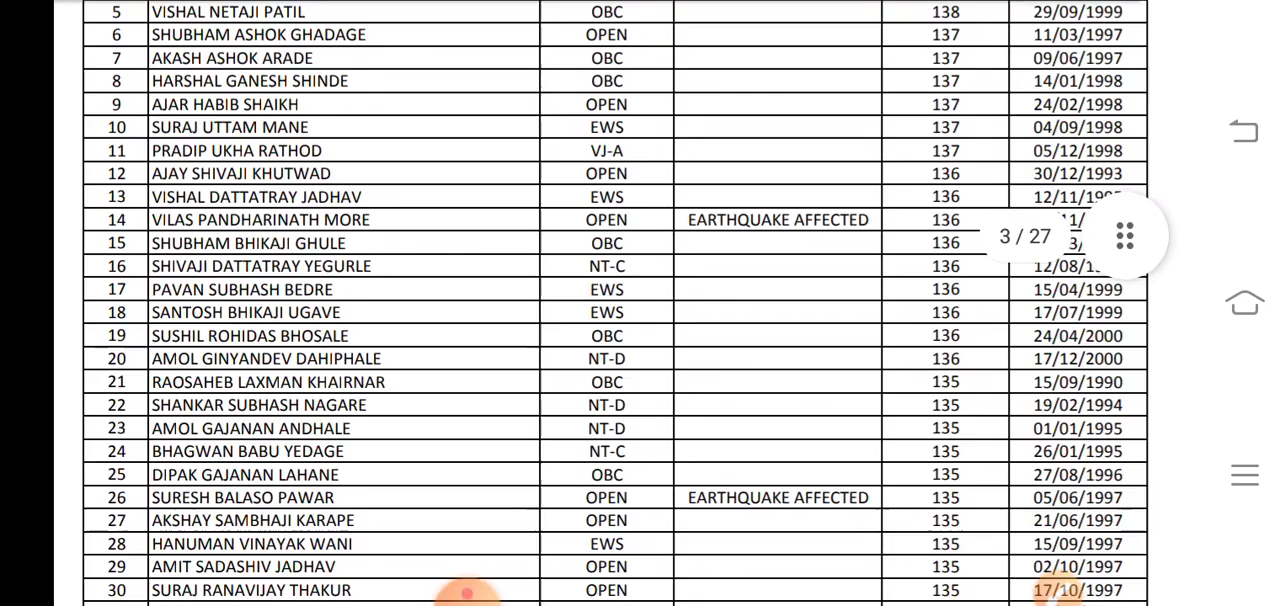 5 VISHAL NETAJI PATIL OBC 138 29/09/1999
6 SHUBHAM ASHOK GHADAGE OPEN 137 11/03/1997
7 AKASH ASHOK ARADE OBC 137 09/06/1997
8 HARSHAL GANESH SHINDE OBC 137 14/01/1998
9 AJAR HABIB SHAIKH OPEN 137 24/02/1998
10 SURAJ UTTAM MANE EWS 137 04/09/1998
11 PRADIP UKHA RATHOD VJ-A 137 05/12/1998
12 AJAY SHIVAJI KHUTWAD OPEN 136 30/12/1993
13 VISHAL DATTATRAY JADHAV EWS 136
14 VILAS PANDHARINATH MORE OPEN EARTHQUAKE AFFECTED 136
3 / 27
15 SHUBHAM BHIKAJI GHULE OBC 136
16 SHIVAJI DATTATRAY YEGURLE NT-C 136
17 PAVAN SUBHASH BEDRE EWS 136 15/04/1999
18 SANTOSH BHIKAJI UGAVE EWS 136 17/07/1999
19 SUSHIL ROHIDAS BHOSALE OBC 136 24/04/2000
20 AMOL GINYANDEV DAHIPHALE NT-D 136 17/12/2000
21 RAOSAHEB LAXMAN KHAIRNAR OBC 135 15/09/1990
22 SHANKAR SUBHASH NAGARE NT-D 135 19/02/1994
23 AMOL GAJANAN ANDHALE NT-D 135 01/01/1995
24 BHAGWAN BABU YEDAGE NT-C 135 26/01/1995
25 DIPAK GAJANAN LAHANE OBC 135 27/08/1996
26 SURESH BALASO PAWAR OPEN EARTHQUAKE AFFECTED 135 05/06/1997
27 AKSHAY SAMBHAJI KARAPE OPEN 135 21/06/1997
28 HANUMAN VINAYAK WANI EWS 135 15/09/1997
29 AMIT SADASHIV JADHAV OPEN 135 02/10/1997
30 SURAJ RANAVIJAY THAKUR OPEN 135 17/10/1997